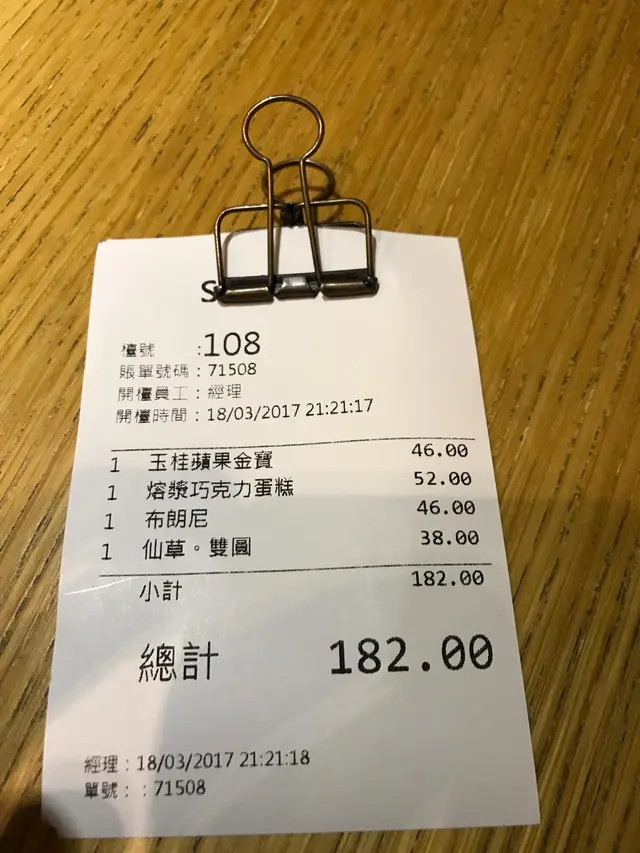 S
檯號 :108
賬單號碼：71508
開檯員工：經理
開檯時間：18/03/2017 21:21:17
1 玉桂蘋果金寶 46.00
1 熔漿巧克力蛋糕 52.00
1 布朗尼 46.00
1 仙草。雙圓 38.00
小計 182.00
總計 182.00
經理：18/03/2017 21:21:18
單號：：71508